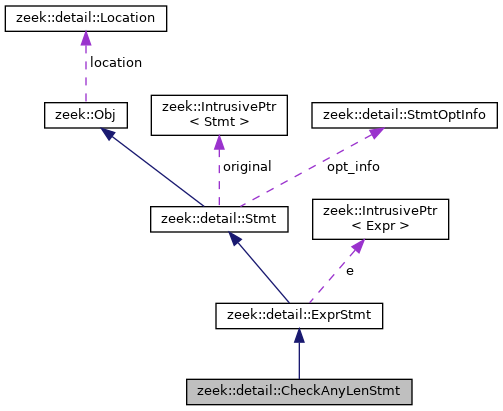 zeek::detail::Location
location
zeek::Obj
zeek::IntrusivePtr
< Stmt >
zeek::detail::StmtOptInfo
original
opt_info
zeek::detail::Stmt
zeek::IntrusivePtr
< Expr >
e
zeek::detail::ExprStmt
zeek::detail::CheckAnyLenStmt